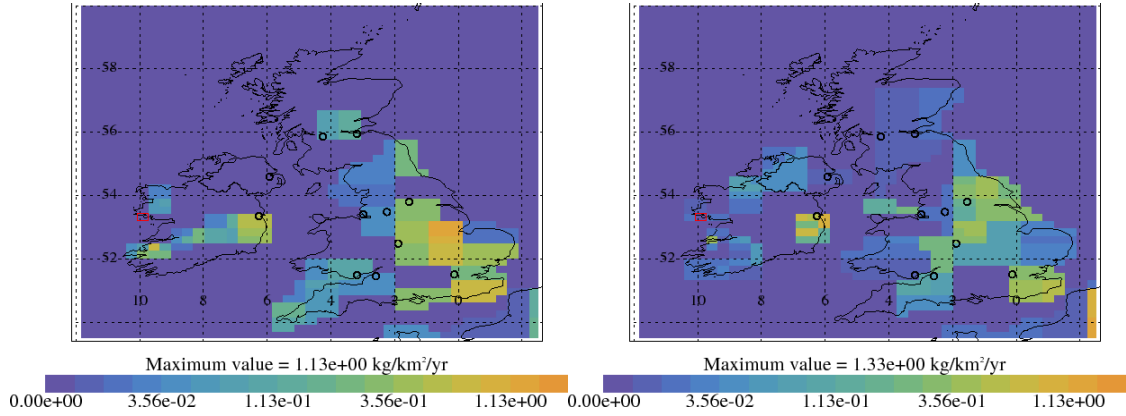 58
56
54
52
10 8 6 4 2 0
Maximum value = 1.13e+00 kg/km²/yr
0.00e+00 3.56e-02 1.13e-01 3.56e-01 1.13e+00
58
56
54
52
10 8 6 4 2 0
Maximum value = 1.33e+00 kg/km²/yr
0.00e+00 3.56e-02 1.13e-01 3.56e-01 1.13e+00